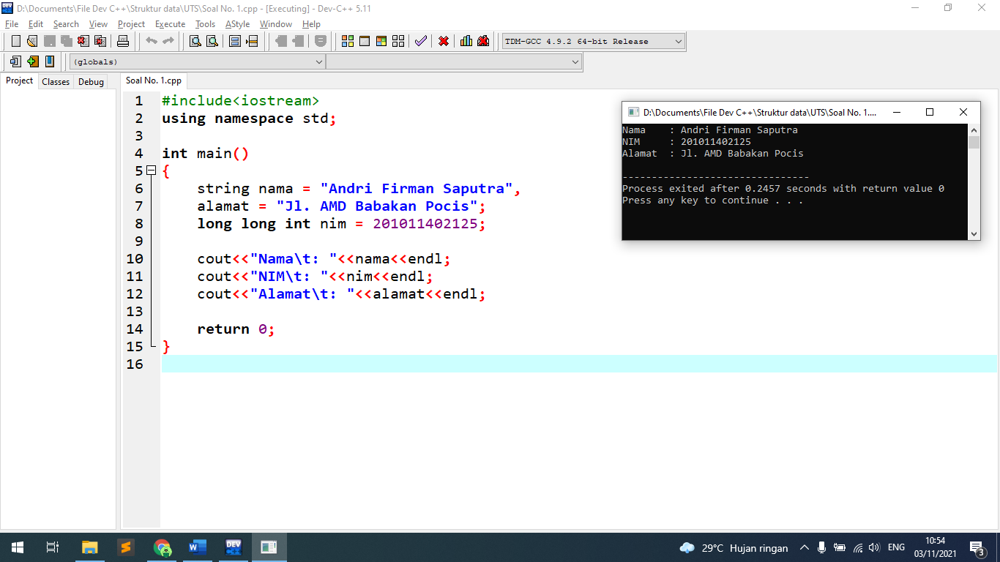 D:\Documents\File Dev C++\Struktur data\UTS\Soal No. 1.cpp - [Executing] - Dev-C++ 5.11
File Edit Search View Project Execute Tools AStyle Window Help
TDM-GCC 4.9.2 64-bit Release
(globals)
Project Classes Debug
Soal No. 1.cpp
1 #include<iostream>
2 using namespace std;
3
4 int main()
5 {
6 string nama = "Andri Firman Saputra",
7 alamat = "Jl. AMD Babakan Pocis";
8 long long int nim = 201011402125;
9
10 cout<<"Nama\t: "<<nama<<endl;
11 cout<<"NIM\t: "<<nim<<endl;
12 cout<<"Alamat\t: "<<alamat<<endl;
13
14 return 0;
15 }
16
D:\Documents\File Dev C++\Struktur data\UTS\Soal No. 1....
Nama : Andri Firman Saputra
NIM : 201011402125
Alamat : Jl. AMD Babakan Pocis
--------------------------------
Process exited after 0.2457 seconds with return value 0
Press any key to continue . . .
DEV
29°C Hujan ringan
ENG
10:54
03/11/2021
3